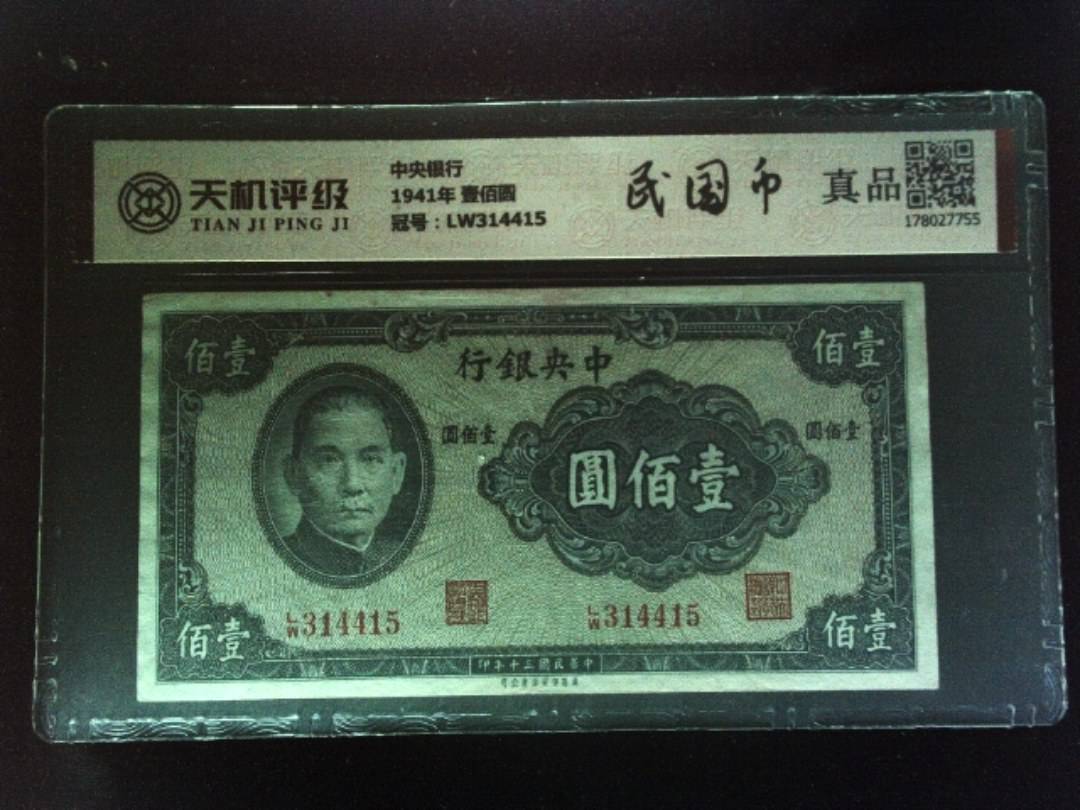 天机评级
TIAN JI PING JI
中央银行
1941年 壹佰圆
冠号：LW314415
民国币
真品
178027755
壹佰
壹佰
中央銀行
壹佰圓
壹佰圓
壹佰圓
L/W 314415
L/W 314415
壹佰
壹佰
中華民國三十年印